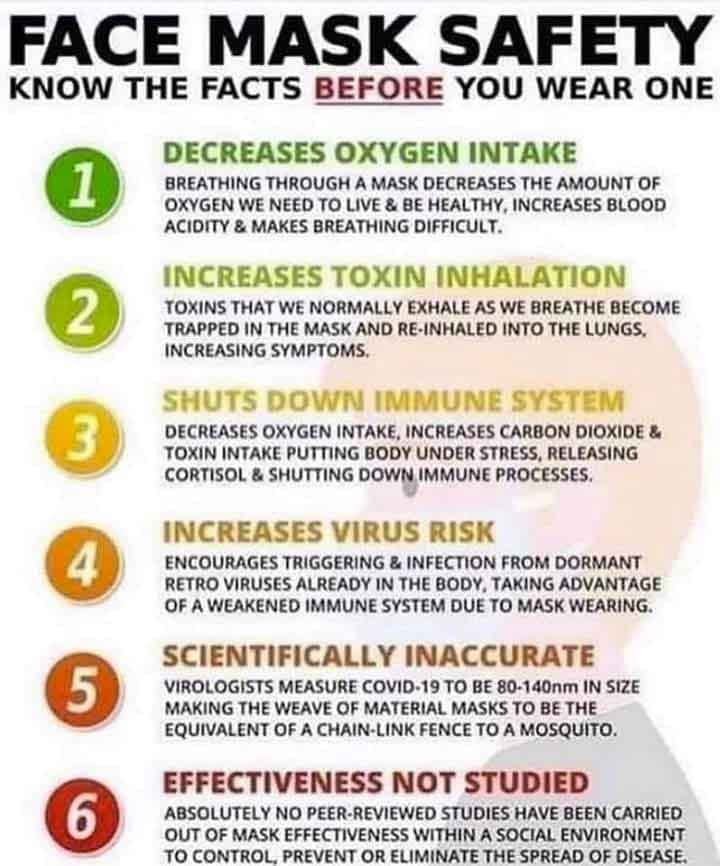 FACE MASK SAFETY
KNOW THE FACTS BEFORE YOU WEAR ONE
1
DECREASES OXYGEN INTAKE
BREATHING THROUGH A MASK DECREASES THE AMOUNT OF
OXYGEN WE NEED TO LIVE & BE HEALTHY, INCREASES BLOOD
ACIDITY & MAKES BREATHING DIFFICULT.
2
INCREASES TOXIN INHALATION
TOXINS THAT WE NORMALLY EXHALE AS WE BREATHE BECOME
TRAPPED IN THE MASK AND RE-INHALED INTO THE LUNGS,
INCREASING SYMPTOMS.
3
SHUTS DOWN IMMUNE SYSTEM
DECREASES OXYGEN INTAKE, INCREASES CARBON DIOXIDE &
TOXIN INTAKE PUTTING BODY UNDER STRESS, RELEASING
CORTISOL & SHUTTING DOWN IMMUNE PROCESSES.
4
INCREASES VIRUS RISK
ENCOURAGES TRIGGERING & INFECTION FROM DORMANT
RETRO VIRUSES ALREADY IN THE BODY, TAKING ADVANTAGE
OF A WEAKENED IMMUNE SYSTEM DUE TO MASK WEARING.
5
SCIENTIFICALLY INACCURATE
VIROLOGISTS MEASURE COVID-19 TO BE 80-140nm IN SIZE
MAKING THE WEAVE OF MATERIAL MASKS TO BE THE
EQUIVALENT OF A CHAIN-LINK FENCE TO A MOSQUITO.
6
EFFECTIVENESS NOT STUDIED
ABSOLUTELY NO PEER-REVIEWED STUDIES HAVE BEEN CARRIED
OUT OF MASK EFFECTIVENESS WITHIN A SOCIAL ENVIRONMENT
TO CONTROL, PREVENT OR ELIMINATE THE SPREAD OF DISEASE.